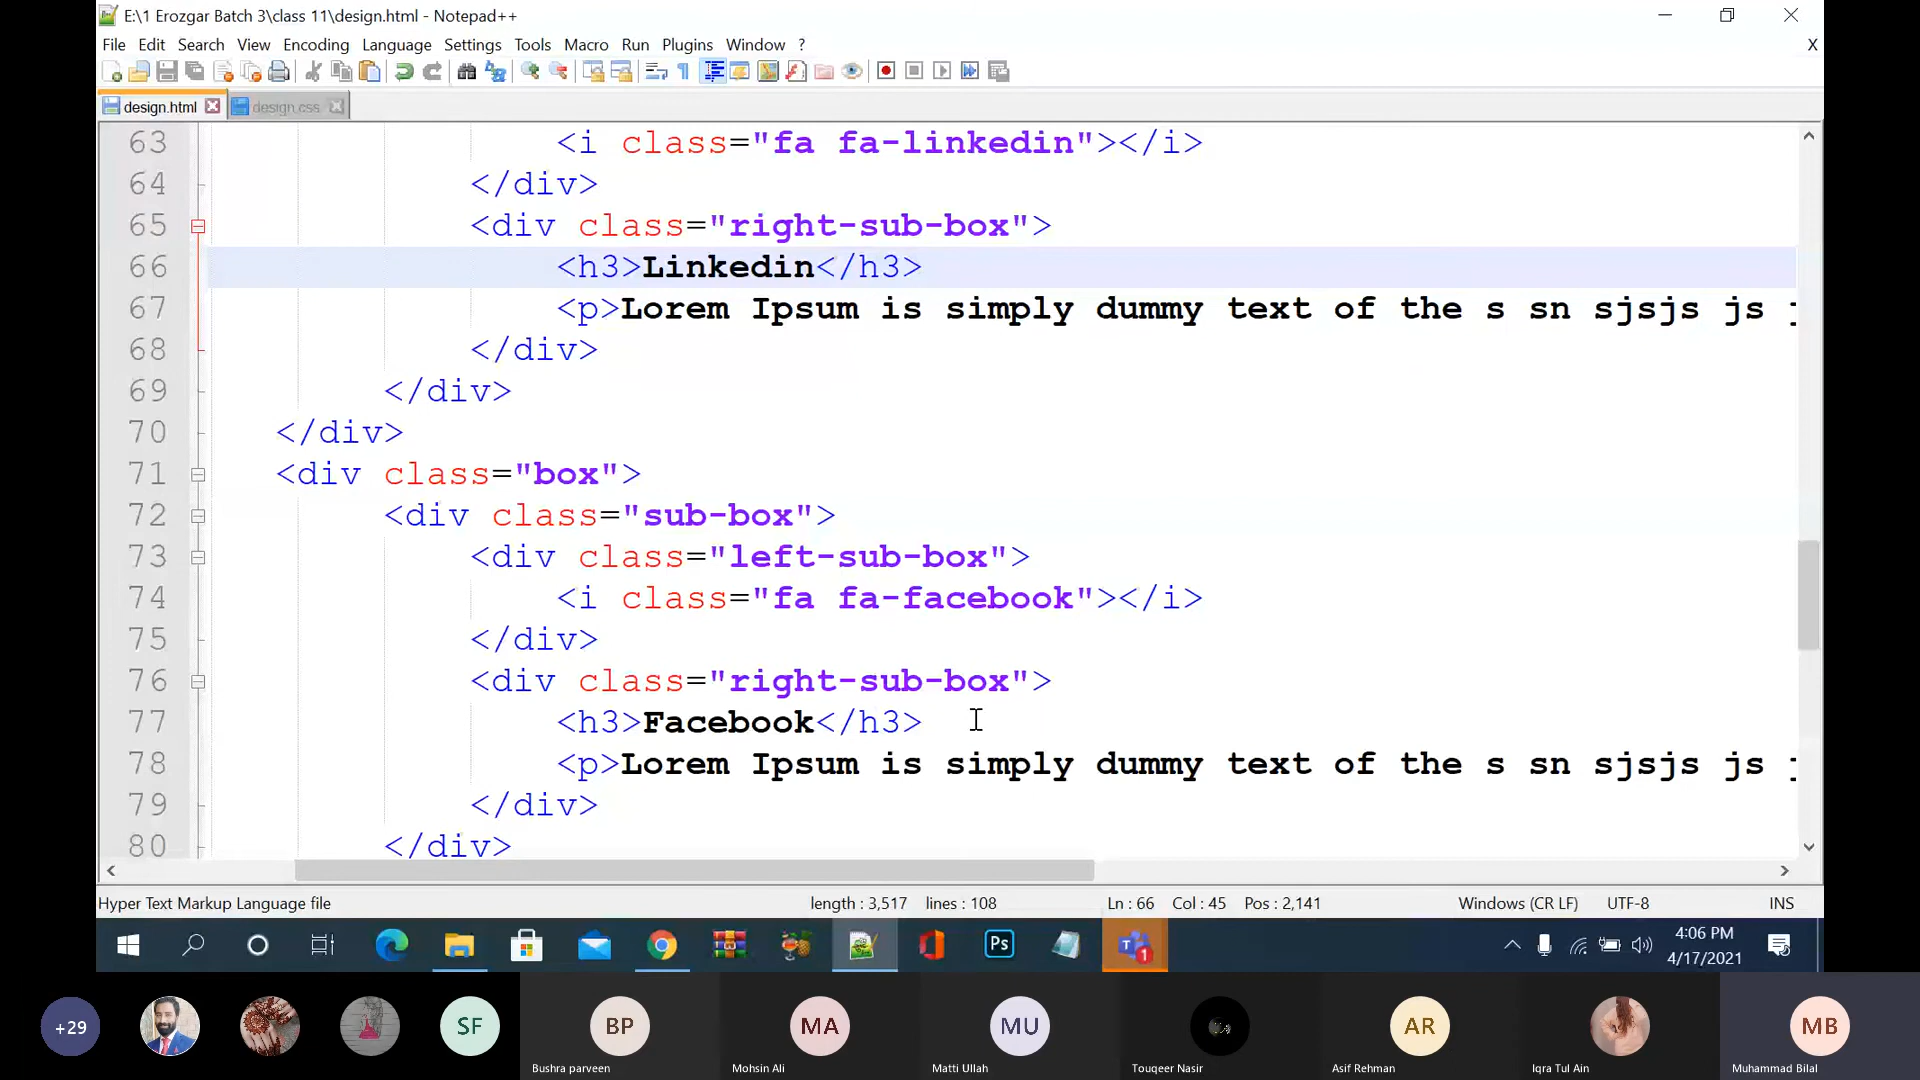 E:\1 Erozgar Batch 3\class 11\design.html - Notepad++
File Edit Search View Encoding Language Settings Tools Macro Run Plugins Window ? X
design.html design.css
63 <i class="fa fa-linkedin"></i>
64 </div>
65 <div class="right-sub-box">
66 <h3>Linkedin</h3>
67 <p>Lorem Ipsum is simply dummy text of the s sn sjsjs js
68 </div>
69 </div>
70 </div>
71 <div class="box">
72 <div class="sub-box">
73 <div class="left-sub-box">
74 <i class="fa fa-facebook"></i>
75 </div>
76 <div class="right-sub-box">
77 <h3>Facebook</h3>
78 <p>Lorem Ipsum is simply dummy text of the s sn sjsjs js
79 </div>
80 </div>
Hyper Text Markup Language file length : 3,517 lines : 108 Ln : 66 Col : 45 Pos : 2,141 Windows (CR LF) UTF-8 INS
Ps 1 4:06 PM
4/17/2021
+29 SF BP MA MU AR MB
Bushra parveen Mohsin Ali Matti Ullah Touqeer Nasir Asif Rehman Iqra Tul Ain Muhammad Bilal